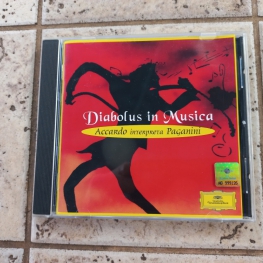 Diabolus in Musica
Accardo interpreta Paganini